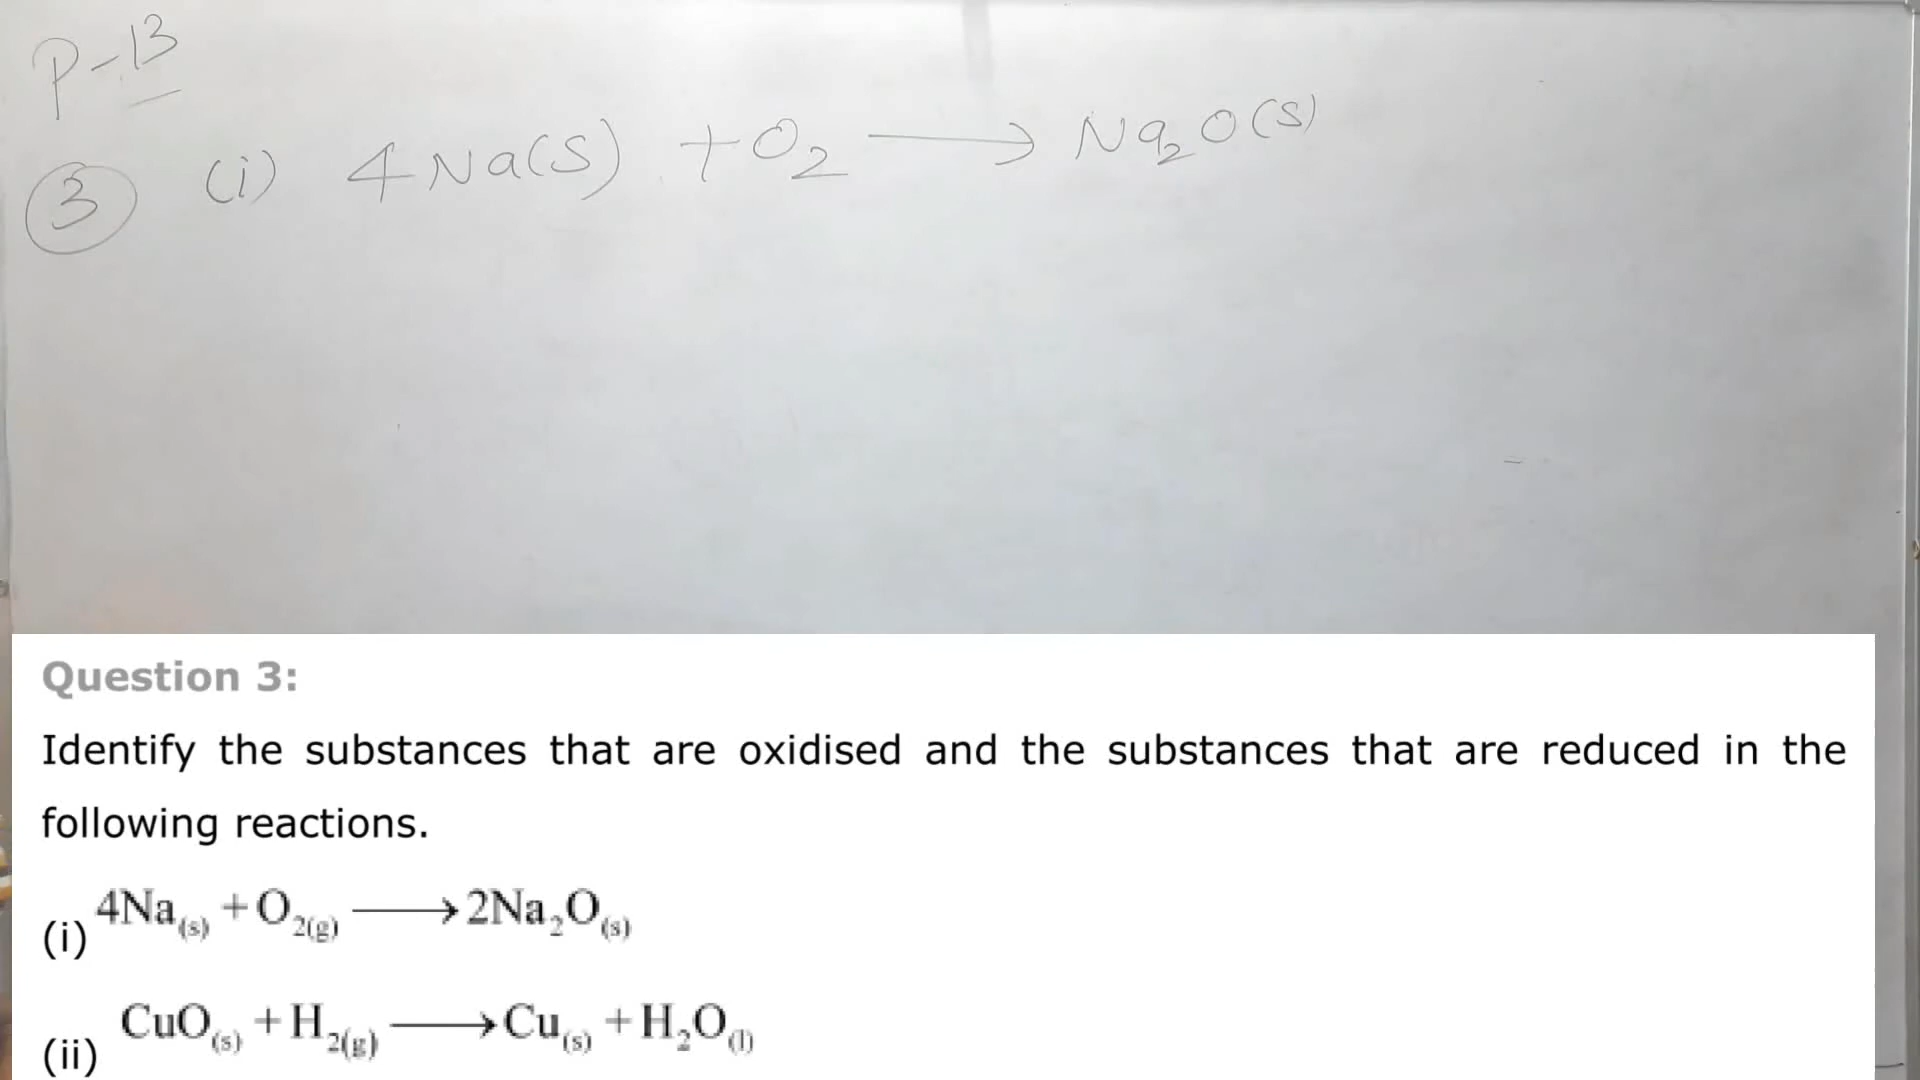 P-13
③ (i) 4Na(s) + O₂ ⟶ Na₂O(s)
Question 3:
Identify the substances that are oxidised and the substances that are reduced in the
following reactions.
(i) 4Na₍s₎ + O₂(g) ⟶ 2Na₂O(s)
(ii) CuO(s) + H₂(g) ⟶ Cu(s) + H₂O(l)